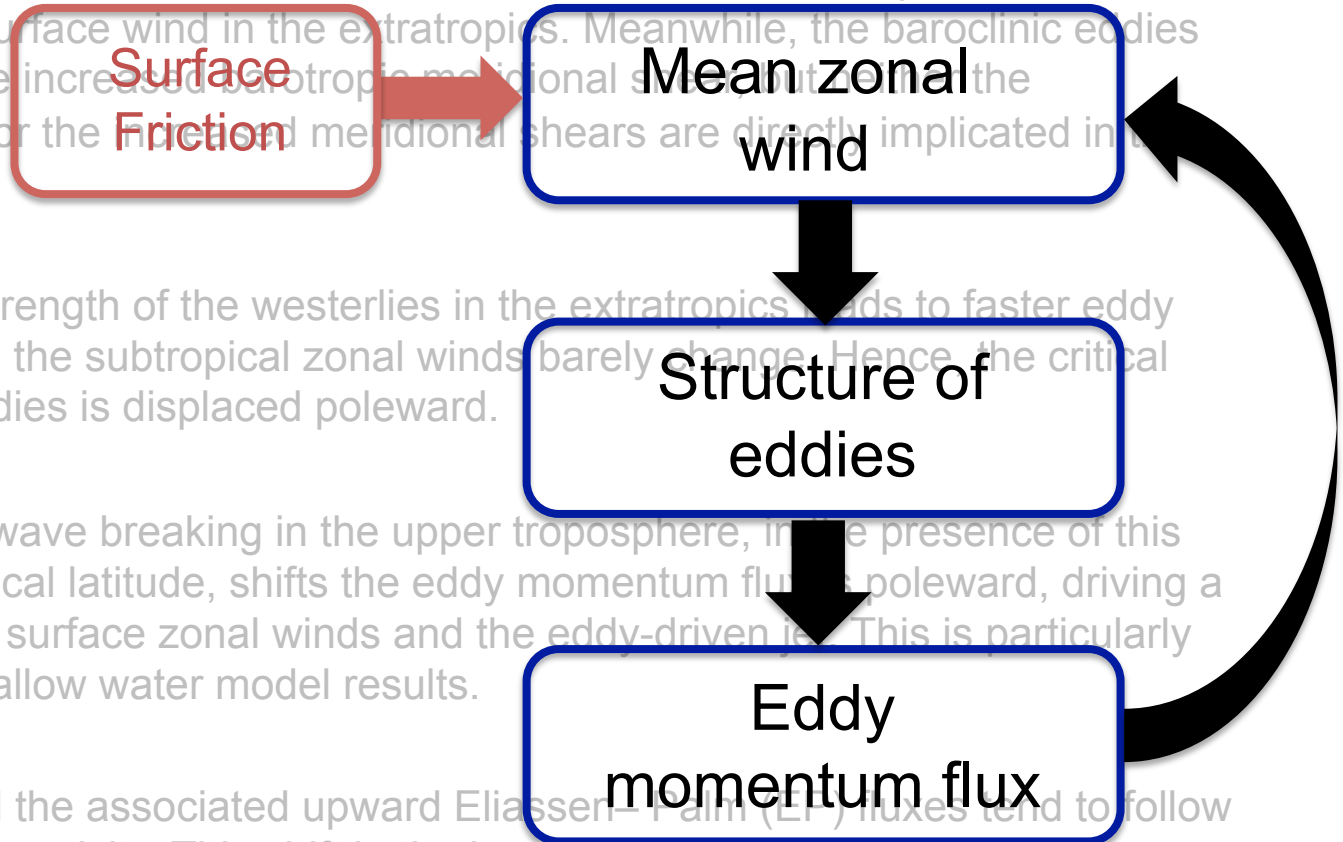 urface wind in the extratropics. Meanwhile, the baroclinic eddies
Surface
Friction
Mean zonal
wind
increased barotropic meridional shear, but neither the
the increased meridional shears are directly implicated in
rength of the westerlies in the extratropics leads to faster eddy
the subtropical zonal winds barely change. Hence, the critical
dies is displaced poleward.
Structure of
eddies
wave breaking in the upper troposphere, in the presence of this
cal latitude, shifts the eddy momentum fluxes poleward, driving a
surface zonal winds and the eddy-driven jet. This is particularly
allow water model results.
Eddy
momentum flux
the associated upward Eliassen– Palm (EP) fluxes tend to follow